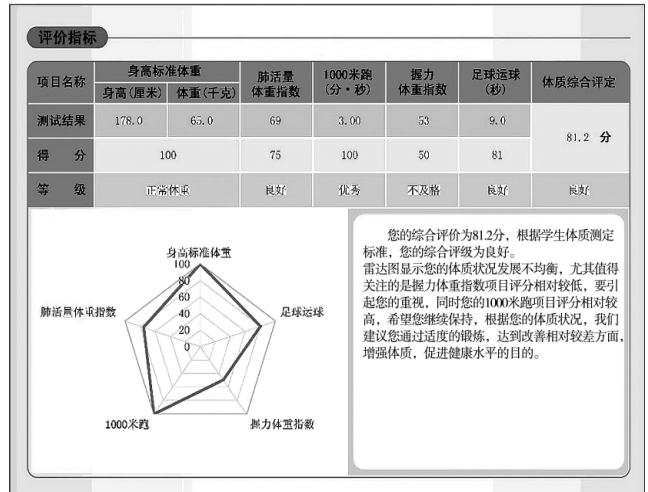 评价指标
项目名称 身高标准体重 肺活量体重指数 1000米跑(分·秒) 握力体重指数 足球运球(秒) 体质综合评定
身高(厘米) 体重(千克)
测试结果 178.0 65.0 69 3.00 53 9.0 81.2 分
得 分 100 75 100 50 81
等 级 正常体重 良好 优秀 不及格 良好 良好
身高标准体重
100
80
60
40
20
0
肺活量体重指数
足球运球
1000米跑
握力体重指数
您的综合评价为81.2分，根据学生体质测定
标准，您的综合评级为良好。
雷达图显示您的体质状况发展不均衡，尤其值得
关注的是握力体重指数项目评分相对较低，要引
起您的重视，同时您的1000米跑项目评分相对较
高，希望您继续保持，根据您的体质状况，我们
建议您通过适度的锻炼，达到改善相对较差方面，
增强体质，促进健康水平的目的。